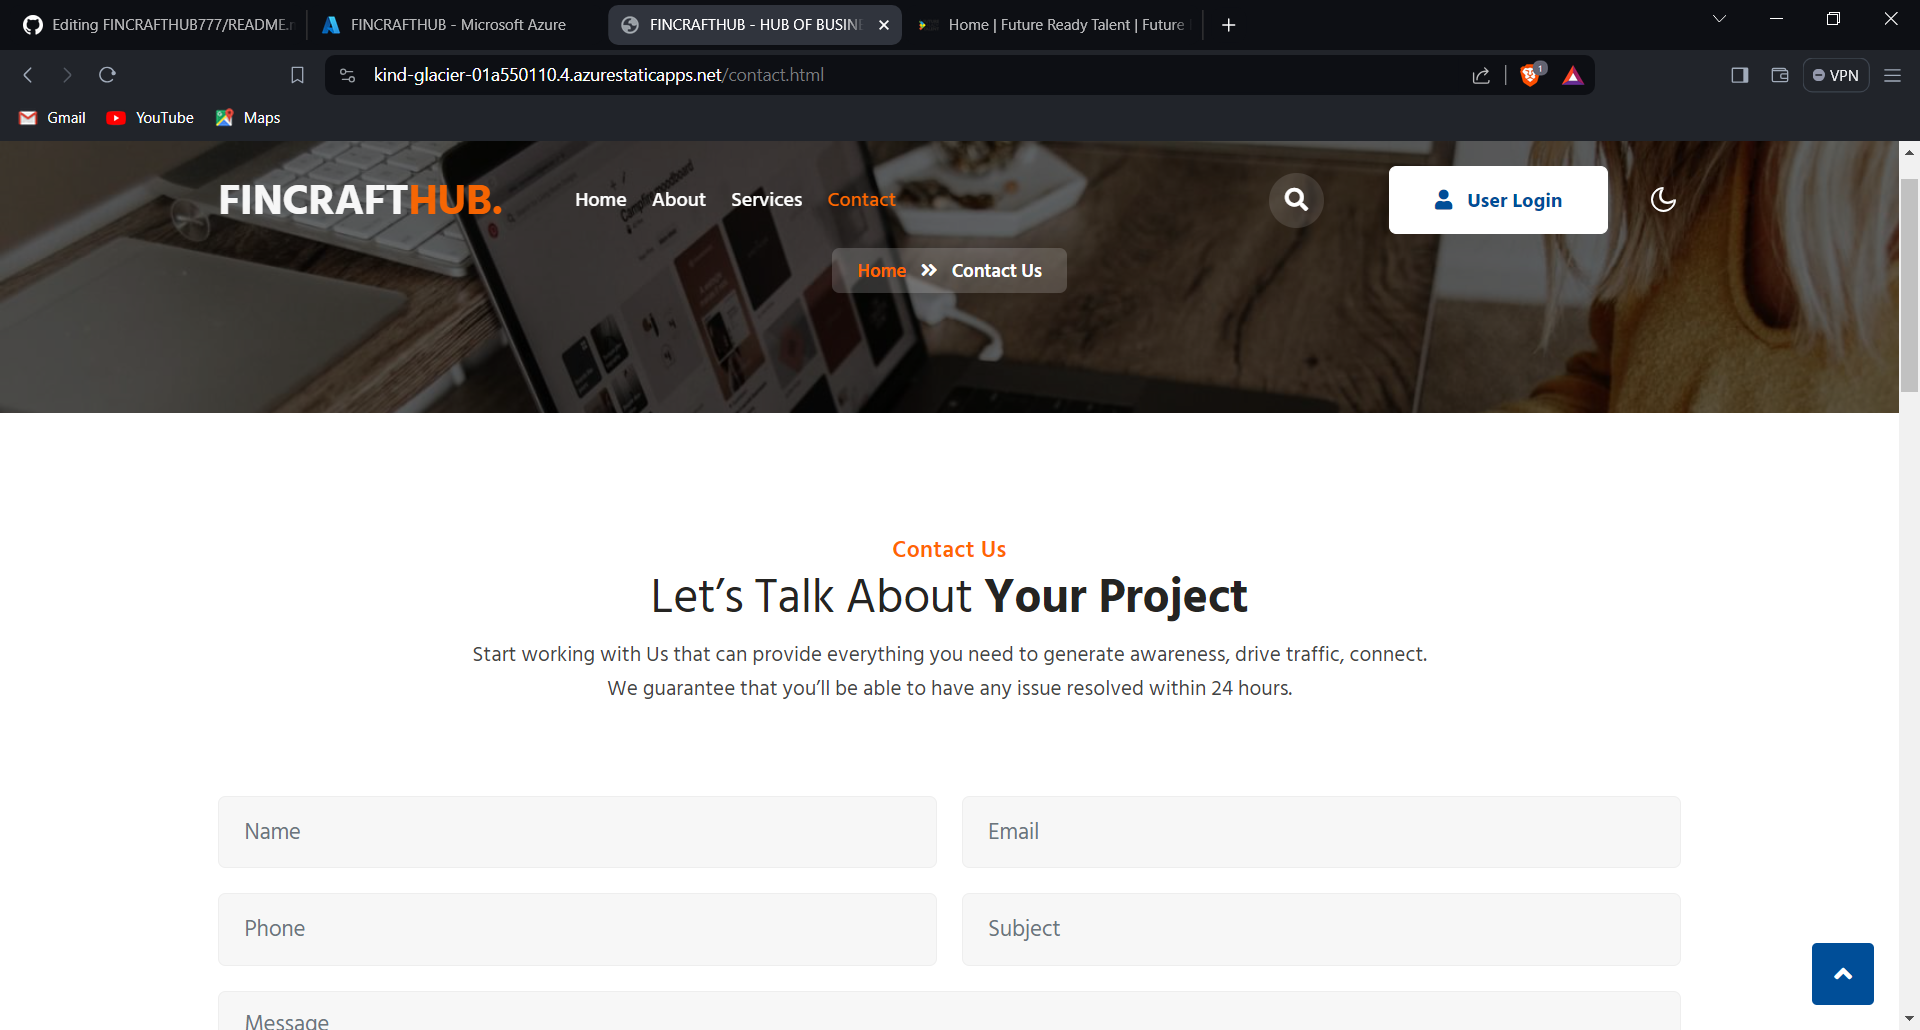 Editing FINCRAFTHUB777/README.m
FINCRAFTHUB - Microsoft Azure
FINCRAFTHUB - HUB OF BUSINE
Home | Future Ready Talent | Future
kind-glacier-01a550110.4.azurestaticapps.net/contact.html
1
VPN
Gmail
YouTube
Maps
FINCRAFTHUB.
Home
About
Services
Contact
User Login
Home » Contact Us
Contact Us
Let’s Talk About Your Project
Start working with Us that can provide everything you need to generate awareness, drive traffic, connect.
We guarantee that you’ll be able to have any issue resolved within 24 hours.
Name
Email
Phone
Subject
Message